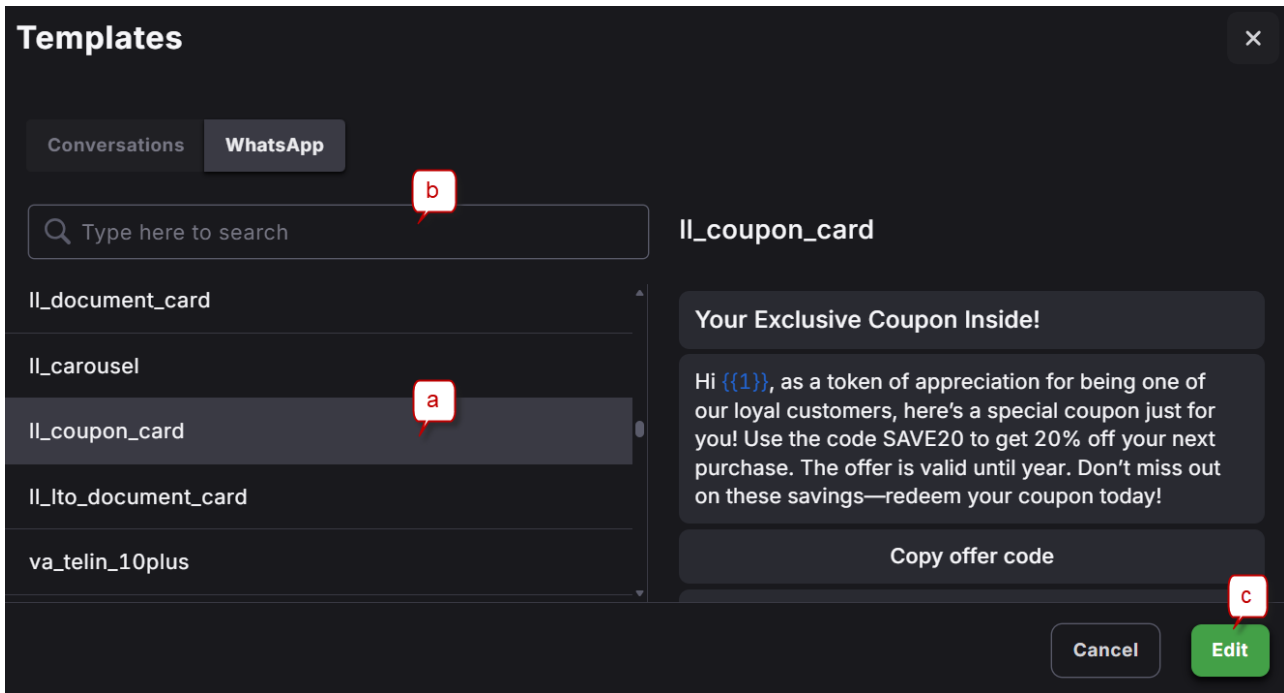 Templates
Conversations
WhatsApp
b
Type here to search
ll_document_card
ll_carousel
a
ll_coupon_card
ll_lto_document_card
va_telin_10plus
ll_coupon_card
Your Exclusive Coupon Inside!
Hi {{1}}, as a token of appreciation for being one of
our loyal customers, here’s a special coupon just for
you! Use the code SAVE20 to get 20% off your next
purchase. The offer is valid until year. Don’t miss out
on these savings—redeem your coupon today!
Copy offer code
c
Cancel
Edit